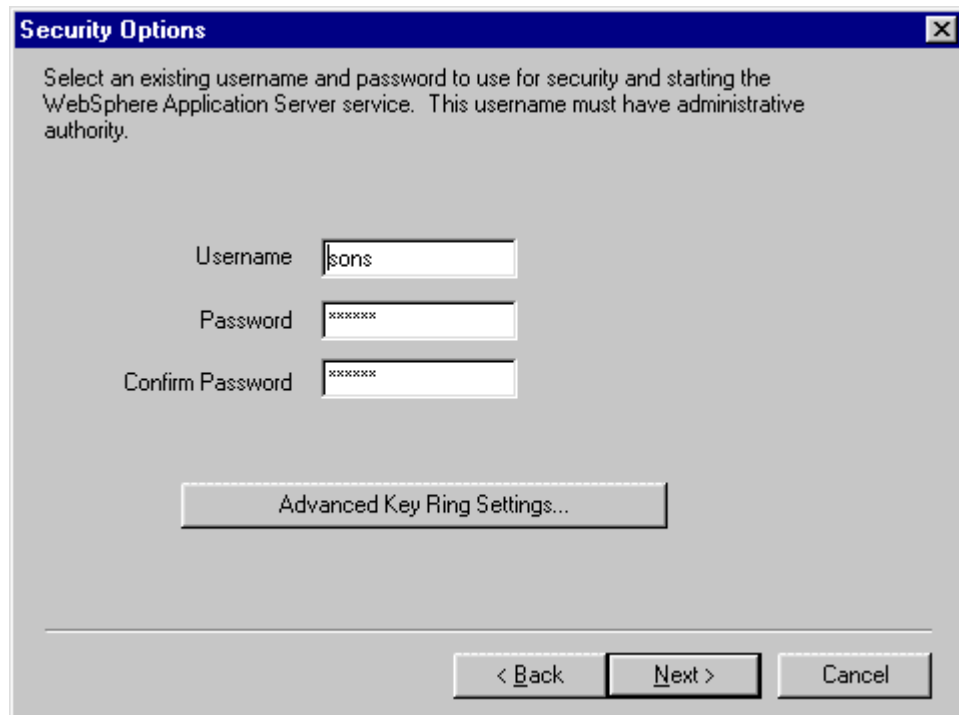 Security Options
Select an existing username and password to use for security and starting the
WebSphere Application Server service.  This username must have administrative
authority.
Username
sons
Password
******
Confirm Password
******
Advanced Key Ring Settings...
< Back
Next >
Cancel